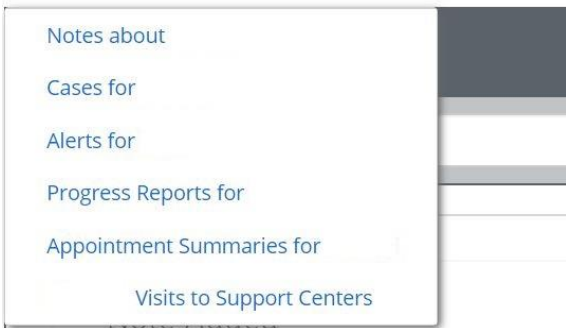 Notes about
Cases for
Alerts for
Progress Reports for
Appointment Summaries for
Visits to Support Centers